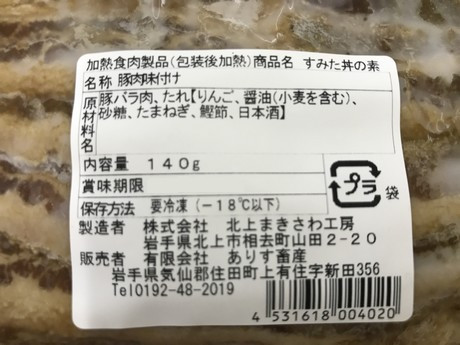 加熱食肉製品(包装後加熱)商品名 すみた丼の素
名称 豚肉味付け
原材料名 豚バラ肉、たれ【りんご、醤油(小麦を含む)、
砂糖、たまねぎ、鰹節、日本酒】
内容量 140g
賞味期限
保存方法 要冷凍(-18℃以下)
プラ 袋
製造者 株式会社 北上まきさわ工房
岩手県北上市相去町山田2-20
販売者 有限会社 ありす畜産
岩手県気仙郡住田町上有住字新田356
Tel0192-48-2019
4 531618 004020